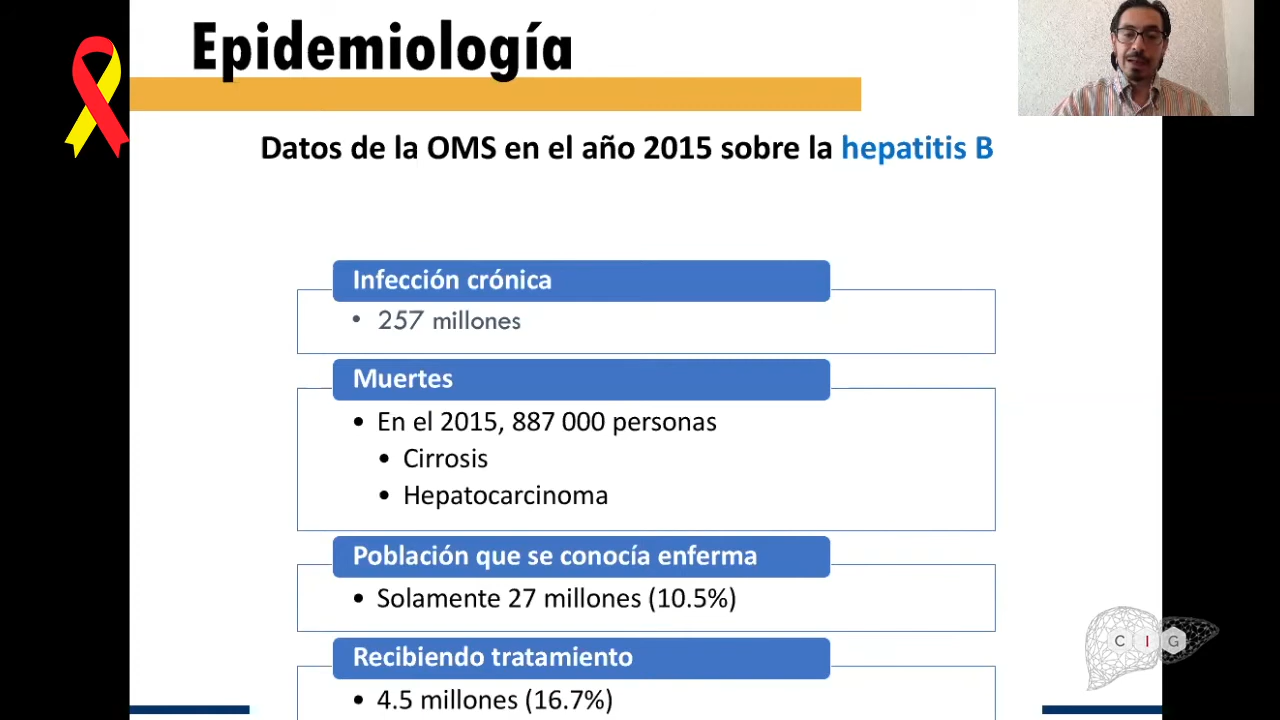 Epidemiología
Datos de la OMS en el año 2015 sobre la hepatitis B
Infección crónica
• 257 millones
Muertes
• En el 2015, 887 000 personas
• Cirrosis
• Hepatocarcinoma
Población que se conocía enferma
• Solamente 27 millones (10.5%)
Recibiendo tratamiento
• 4.5 millones (16.7%)
C I G